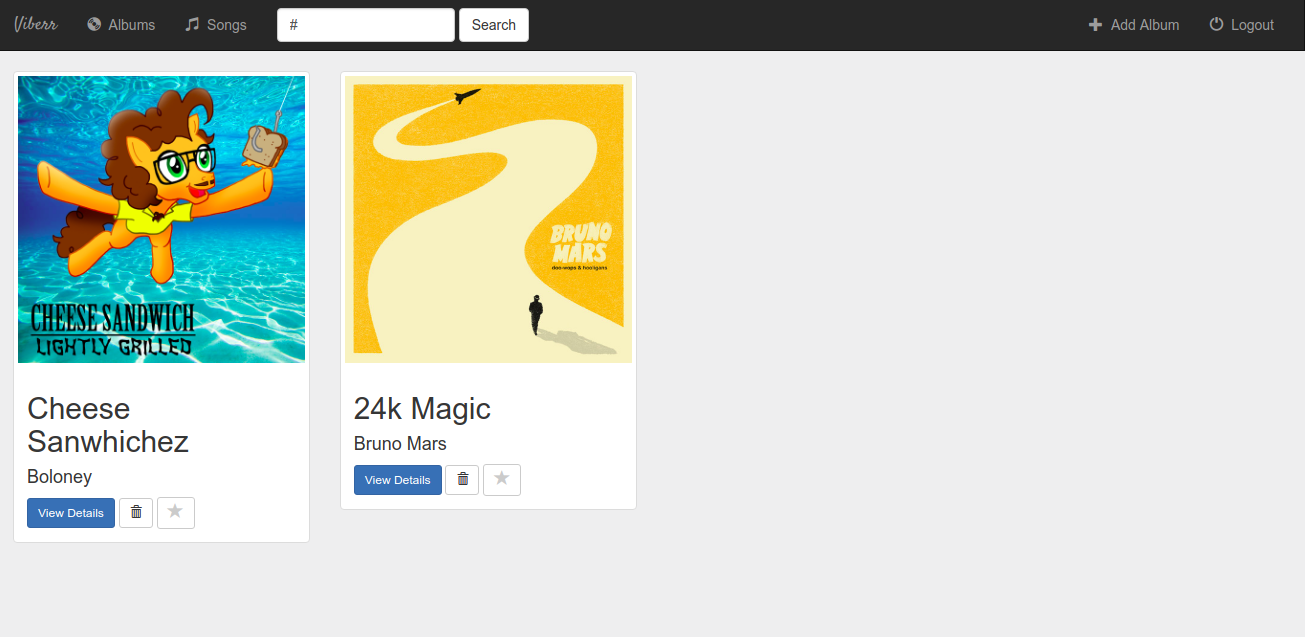 Viberr Albums Songs # Search Add Album Logout
CHEESE SANDWICH
LIGHTLY GRILLED
BRUNO
MARS
doo-wops & hooligans
Cheese
Sanwhichez
Boloney
View Details
24k Magic
Bruno Mars
View Details